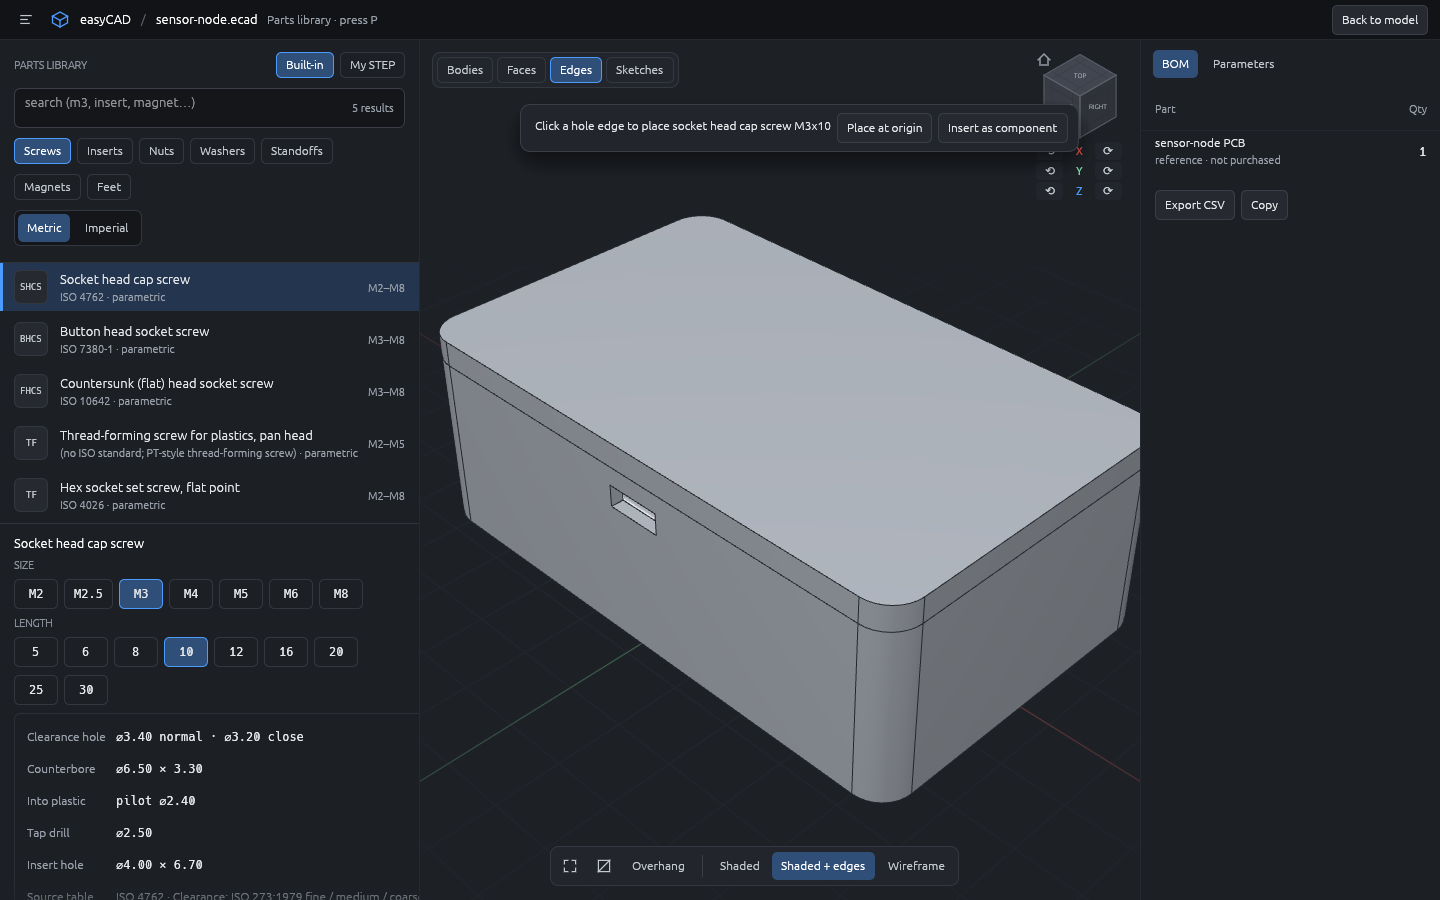 easyCAD / sensor-node.ecad Parts library · press P
Back to model
PARTS LIBRARY
Built-in
My STEP
search (m3, insert, magnet...)
5 results
Screws
Inserts
Nuts
Washers
Standoffs
Magnets
Feet
Metric
Imperial
SHCS
Socket head cap screw
ISO 4762 · parametric
M2–M8
BHCS
Button head socket screw
ISO 7380-1 · parametric
M3–M8
FHCS
Countersunk (flat) head socket screw
ISO 10642 · parametric
M3–M8
TF
Thread-forming screw for plastics, pan head
(no ISO standard; PT-style thread-forming screw) · parametric
M2–M5
TF
Hex socket set screw, flat point
ISO 4026 · parametric
M2–M8
Socket head cap screw
SIZE
M2
M2.5
M3
M4
M5
M6
M8
LENGTH
5
6
8
10
12
16
20
25
30
Clearance hole ⌀3.40 normal · ⌀3.20 close
Counterbore ⌀6.50 × 3.30
Into plastic pilot ⌀2.40
Tap drill ⌀2.50
Insert hole ⌀4.00 × 6.70
Source table ISO 4762 · Clearance: ISO 273:1979 fine / medium / coars
Bodies
Faces
Edges
Sketches
TOP
RIGHT
Click a hole edge to place socket head cap screw M3x10
Place at origin
Insert as component
X
Y
Z
Overhang
Shaded
Shaded + edges
Wireframe
BOM
Parameters
Part
Qty
sensor-node PCB
reference · not purchased
1
Export CSV
Copy